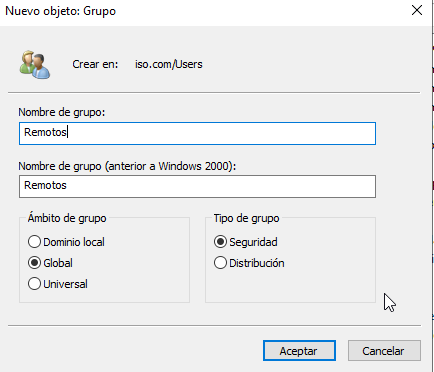 Nuevo objeto: Grupo
Crear en: iso.com/Users
Nombre de grupo:
Remotos
Nombre de grupo (anterior a Windows 2000):
Remotos
Ámbito de grupo
Dominio local
Global
Universal
Tipo de grupo
Seguridad
Distribución
Aceptar
Cancelar